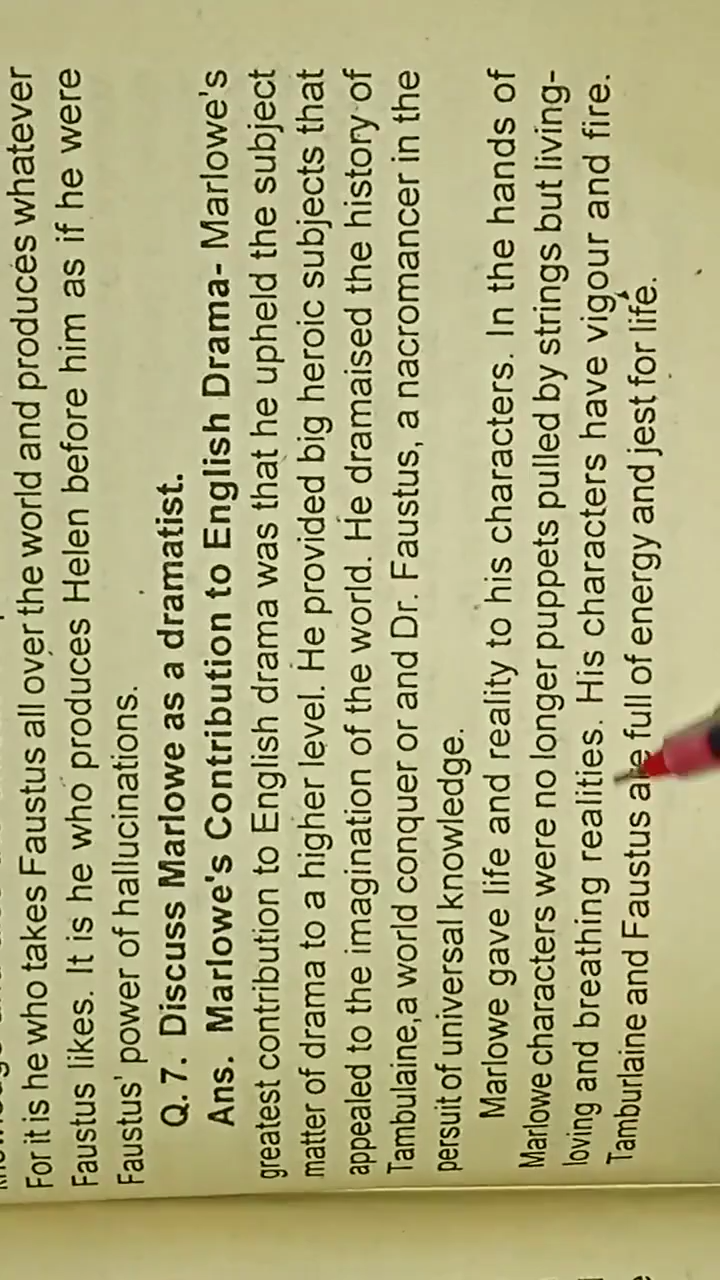 For it is he who takes Faustus all over the world and produces whatever
Faustus likes. It is he who produces Helen before him as if he were
Faustus' power of hallucinations.
Q. 7. Discuss Marlowe as a dramatist.
Ans. Marlowe's Contribution to English Drama- Marlowe's
greatest contribution to English drama was that he upheld the subject
matter of drama to a higher level. He provided big heroic subjects that
appealed to the imagination of the world. He dramaised the history of
Tambulaine,a world conquer or and Dr. Faustus, a nacromancer in the
persuit of universal knowledge.
Marlowe gave life and reality to his characters. In the hands of
Marlowe characters were no longer puppets pulled by strings but living-
loving and breathing realities. His characters have vigour and fire.
Tamburlaine and Faustus are full of energy and jest for life.